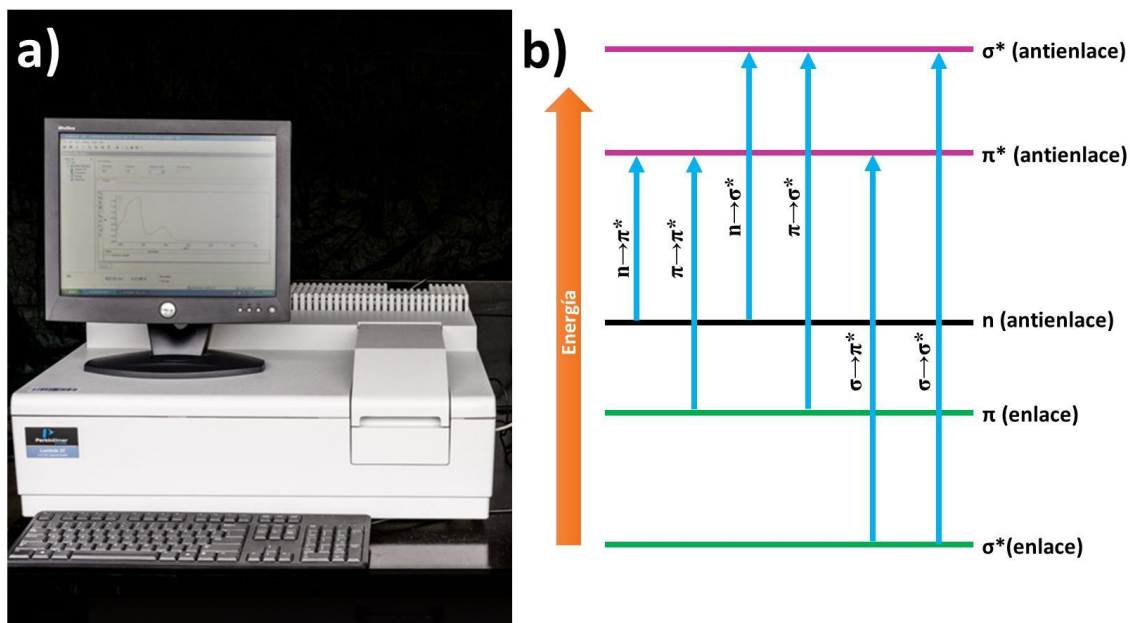 a)
PerkinElmer
b)
σ* (antienlace)
π* (antienlace)
n (antienlace)
π (enlace)
σ*(enlace)
Energía
n→π*
π→π*
n→σ*
π→σ*
σ→π*
σ→σ*